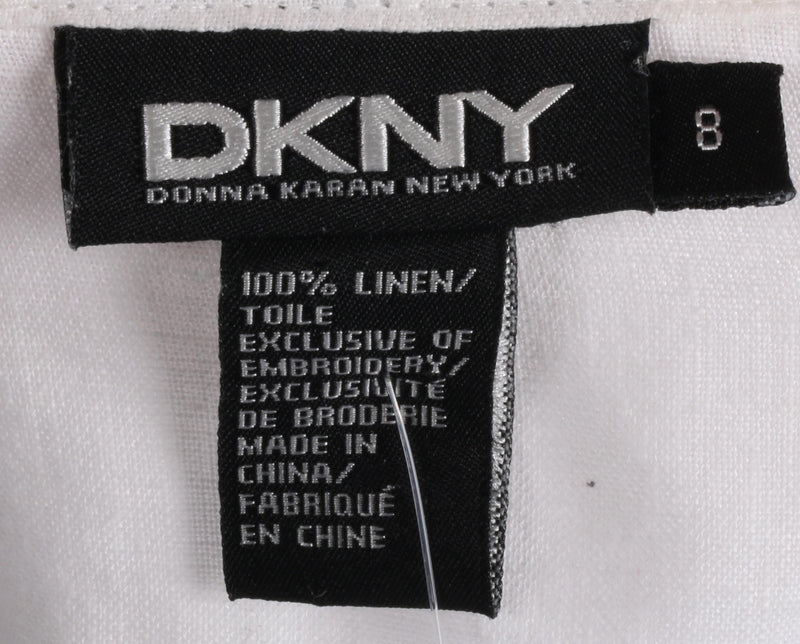 DKNY
DONNA KARAN NEW YORK
8
100% LINEN/
TOILE
EXCLUSIVE OF
EMBROIDERY/
EXCLUSIVITÉ
DE BRODERIE
MADE IN
CHINA/
FABRIQUÉ
EN CHINE